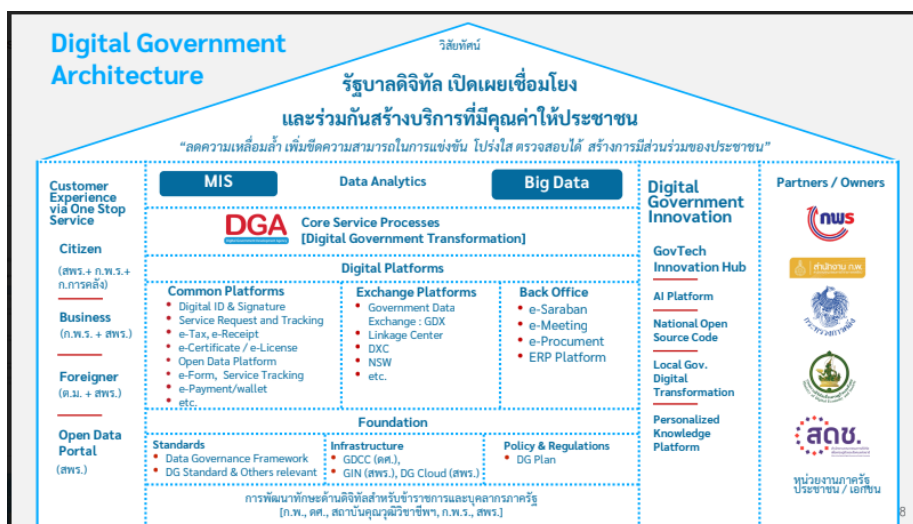 Digital Government
Architecture
วิสัยทัศน์
รัฐบาลดิจิทัล เปิดเผยเชื่อมโยง
และร่วมกันสร้างบริการที่มีคุณค่าให้ประชาชน
“ลดความเหลื่อมล้ำ เพิ่มขีดความสามารถในการแข่งขัน โปร่งใส ตรวจสอบได้ สร้างการมีส่วนร่วมของประชาชน”
Customer
Experience
via One Stop
Service
Citizen
(สพร.+ ก.พ.ร.+
ก.การคลัง)
Business
(ก.พ.ร. + สพร.)
Foreigner
(ต.ม. + สพร.)
Open Data
Portal
(สพร.)
MIS
Data Analytics
Big Data
DGA
Core Service Processes
[Digital Government Transformation]
Digital Platforms
Common Platforms
• Digital ID & Signature
• Service Request and Tracking
• e-Tax, e-Receipt
• e-Certificate / e-License
• Open Data Platform
• e-Form, Service Tracking
• e-Payment/wallet
• etc.
Exchange Platforms
• Government Data
Exchange : GDX
• Linkage Center
• DXC
• NSW
• etc.
Back Office
• e-Saraban
• e-Meeting
• e-Procument
• ERP Platform
Foundation
Standards
• Data Governance Framework
• DG Standard & Others relevant
Infrastructure
• GDCC (ดศ.),
• GIN (สพร.), DG Cloud (สพร.)
Policy & Regulations
• DG Plan
การพัฒนาทักษะด้านดิจิทัลสำหรับข้าราชการและบุคลากรภาครัฐ
[ก.พ., ดศ., สถาบันคุณวุฒิวิชาชีพฯ, ก.พ.ร., สพร.]
Digital
Government
Innovation
GovTech
Innovation Hub
AI Platform
National Open
Source Code
Local Gov.
Digital
Transformation
Personalized
Knowledge
Platform
Partners / Owners
กพร
สำนักงาน ก.พ.
กระทรวงการคลัง
สดช.
หน่วยงานภาครัฐ
ประชาชน / เอกชน
8